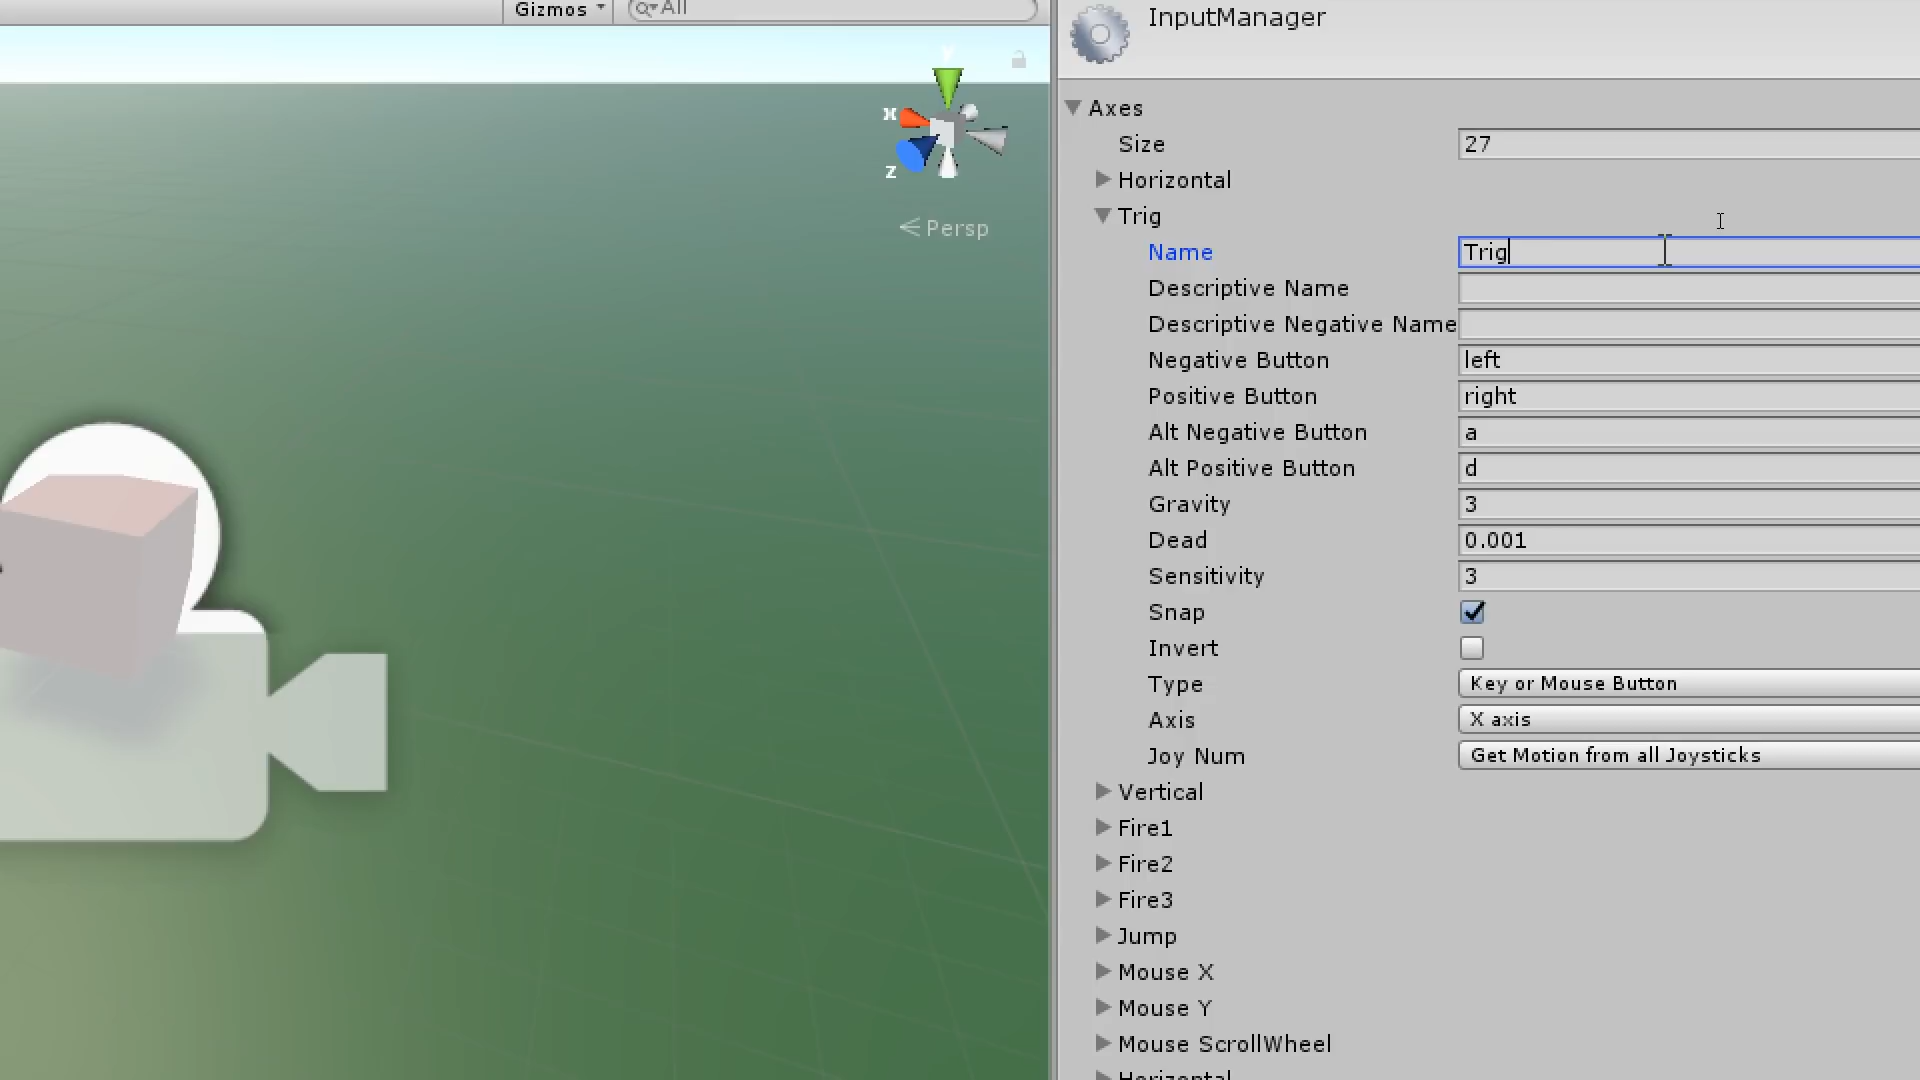 Gizmos
All
InputManager
Y
X
Z
Persp
Axes
Size 27
Horizontal
Trig
Name Trig
Descriptive Name
Descriptive Negative Name
Negative Button left
Positive Button right
Alt Negative Button a
Alt Positive Button d
Gravity 3
Dead 0.001
Sensitivity 3
Snap
Invert
Type Key or Mouse Button
Axis X axis
Joy Num Get Motion from all Joysticks
Vertical
Fire1
Fire2
Fire3
Jump
Mouse X
Mouse Y
Mouse ScrollWheel
Horizontal